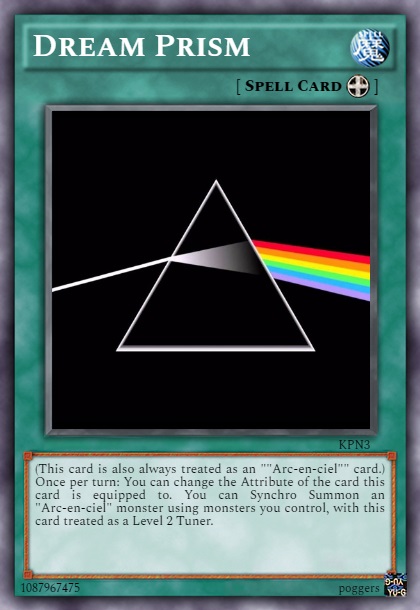 DREAM PRISM
魔
[ SPELL CARD ]
KPN3
(This card is also always treated as an ""Arc-en-ciel"" card.)
Once per turn: You can change the Attribute of the card this
card is equipped to. You can Synchro Summon an
"Arc-en-ciel" monster using monsters you control, with this
card treated as a Level 2 Tuner.
1087967475
poggers